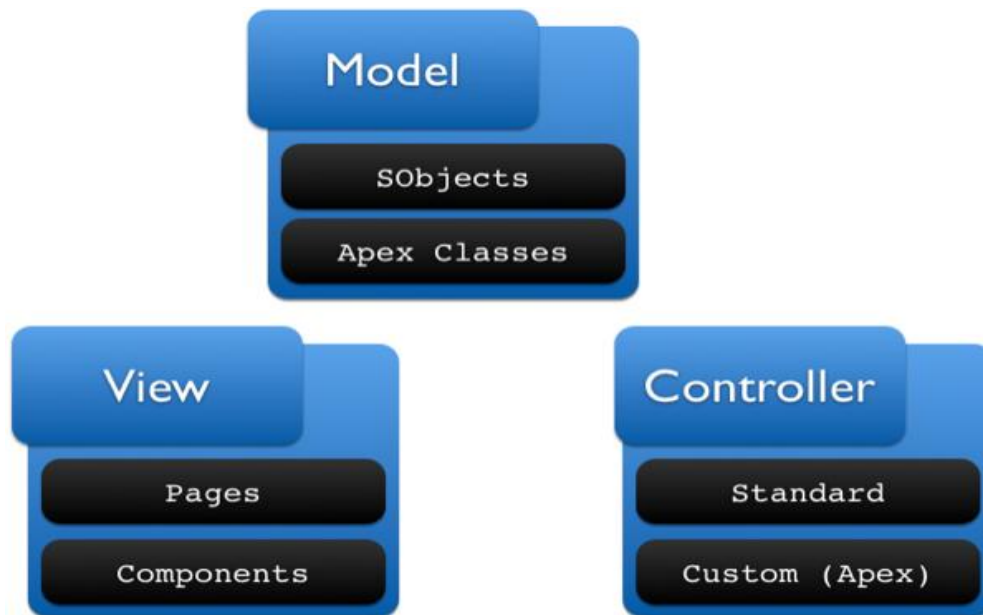 Model
SObjects
Apex Classes
View
Pages
Components
Controller
Standard
Custom (Apex)